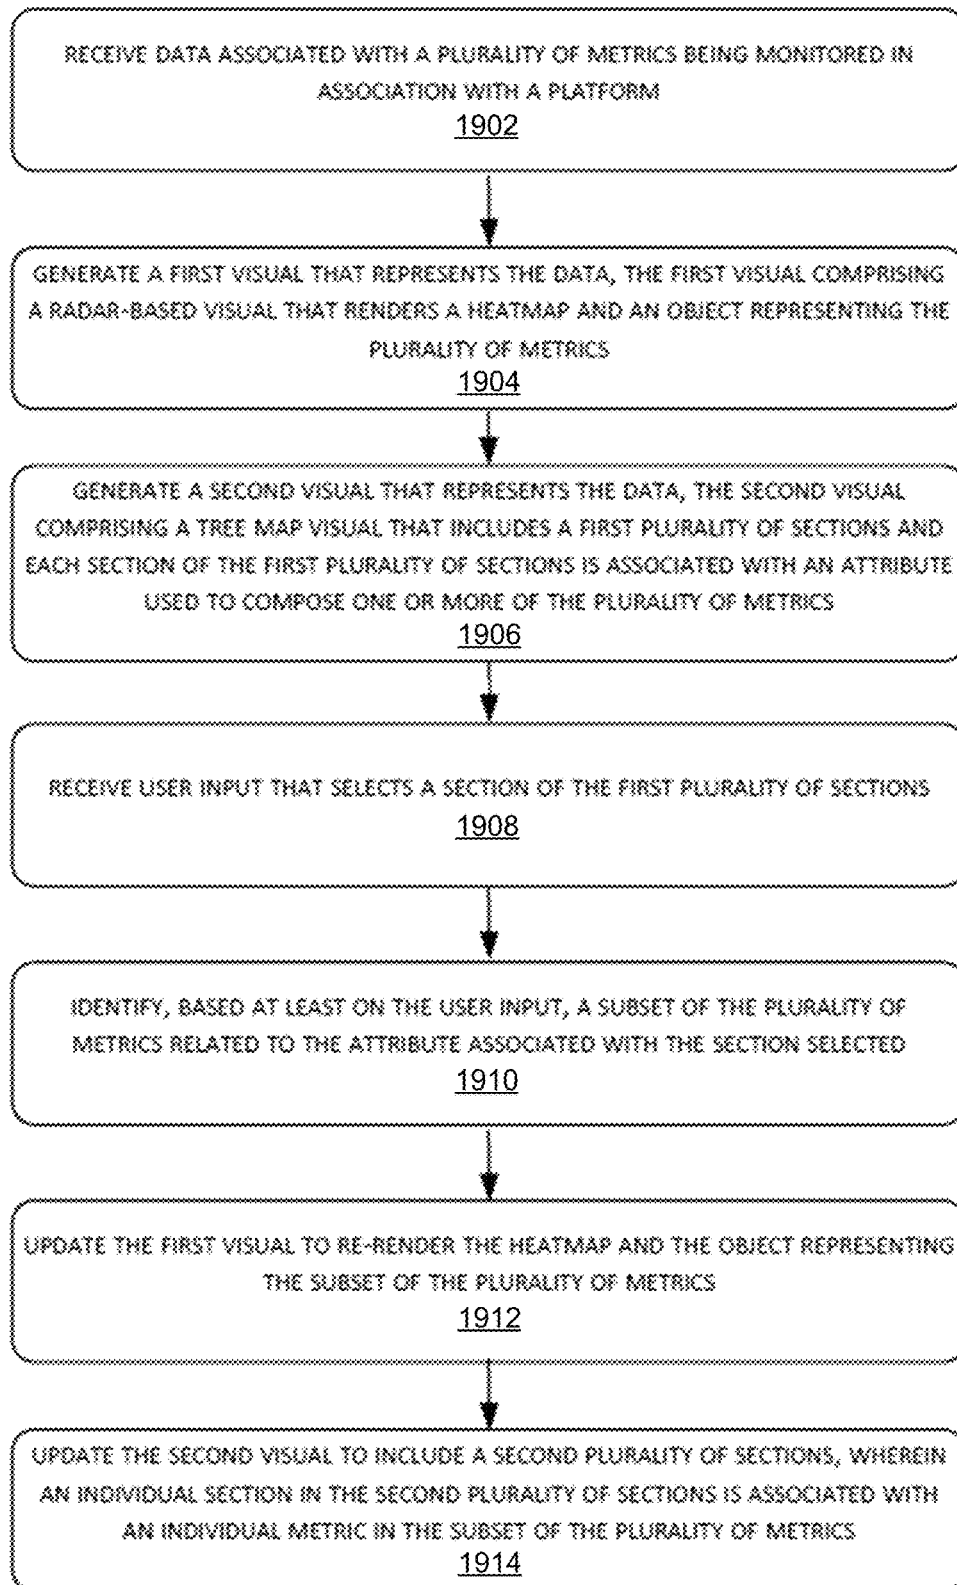 RECEIVE DATA ASSOCIATED WITH A PLURALITY OF METRICS BEING MONITORED IN
ASSOCIATION WITH A PLATFORM
1902
GENERATE A FIRST VISUAL THAT REPRESENTS THE DATA, THE FIRST VISUAL COMPRISING
A RADAR-BASED VISUAL THAT RENDERS A HEATMAP AND AN OBJECT REPRESENTING THE
PLURALITY OF METRICS
1904
GENERATE A SECOND VISUAL THAT REPRESENTS THE DATA, THE SECOND VISUAL
COMPRISING A TREE MAP VISUAL THAT INCLUDES A FIRST PLURALITY OF SECTIONS AND
EACH SECTION OF THE FIRST PLURALITY OF SECTIONS IS ASSOCIATED WITH AN ATTRIBUTE
USED TO COMPOSE ONE OR MORE OF THE PLURALITY OF METRICS
1906
RECEIVE USER INPUT THAT SELECTS A SECTION OF THE FIRST PLURALITY OF SECTIONS
1908
IDENTIFY, BASED AT LEAST ON THE USER INPUT, A SUBSET OF THE PLURALITY OF
METRICS RELATED TO THE ATTRIBUTE ASSOCIATED WITH THE SECTION SELECTED
1910
UPDATE THE FIRST VISUAL TO RE-RENDER THE HEATMAP AND THE OBJECT REPRESENTING
THE SUBSET OF THE PLURALITY OF METRICS
1912
UPDATE THE SECOND VISUAL TO INCLUDE A SECOND PLURALITY OF SECTIONS, WHEREIN
AN INDIVIDUAL SECTION IN THE SECOND PLURALITY OF SECTIONS IS ASSOCIATED WITH
AN INDIVIDUAL METRIC IN THE SUBSET OF THE PLURALITY OF METRICS
1914